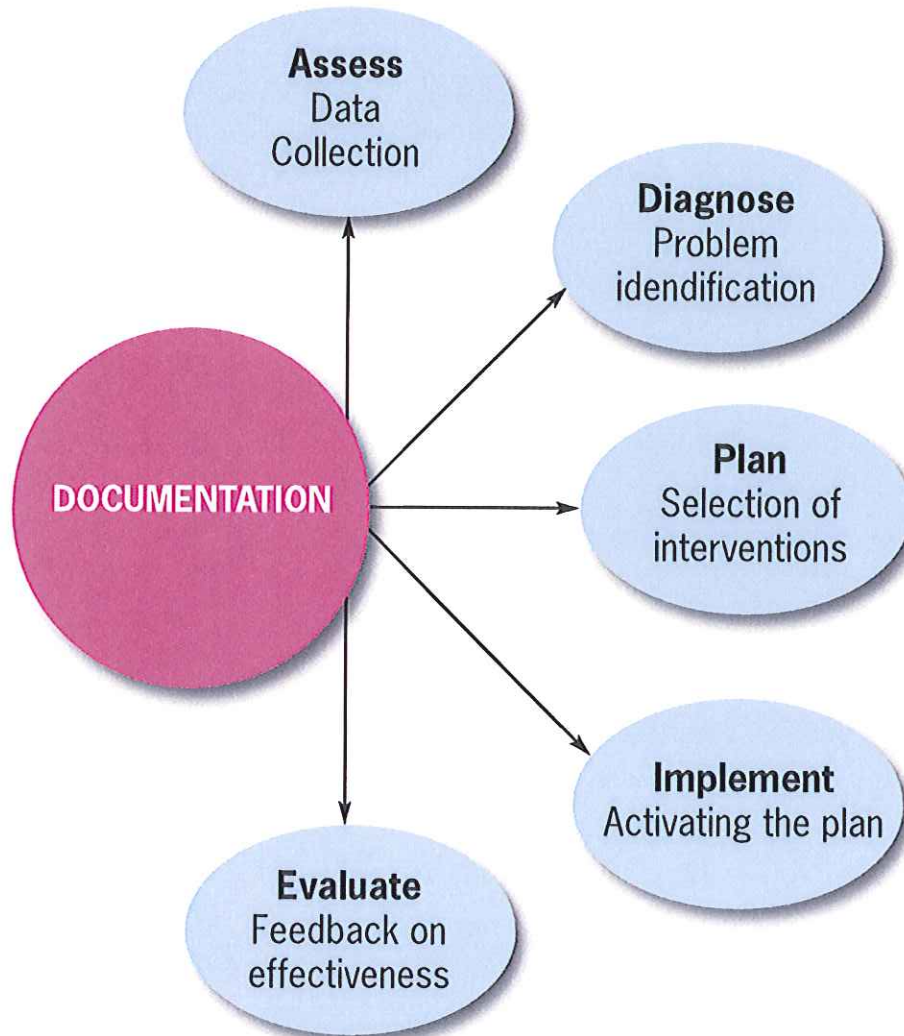 Assess
Data
Collection
Diagnose
Problem
idendification
DOCUMENTATION
Plan
Selection of
interventions
Implement
Activating the plan
Evaluate
Feedback on
effectiveness